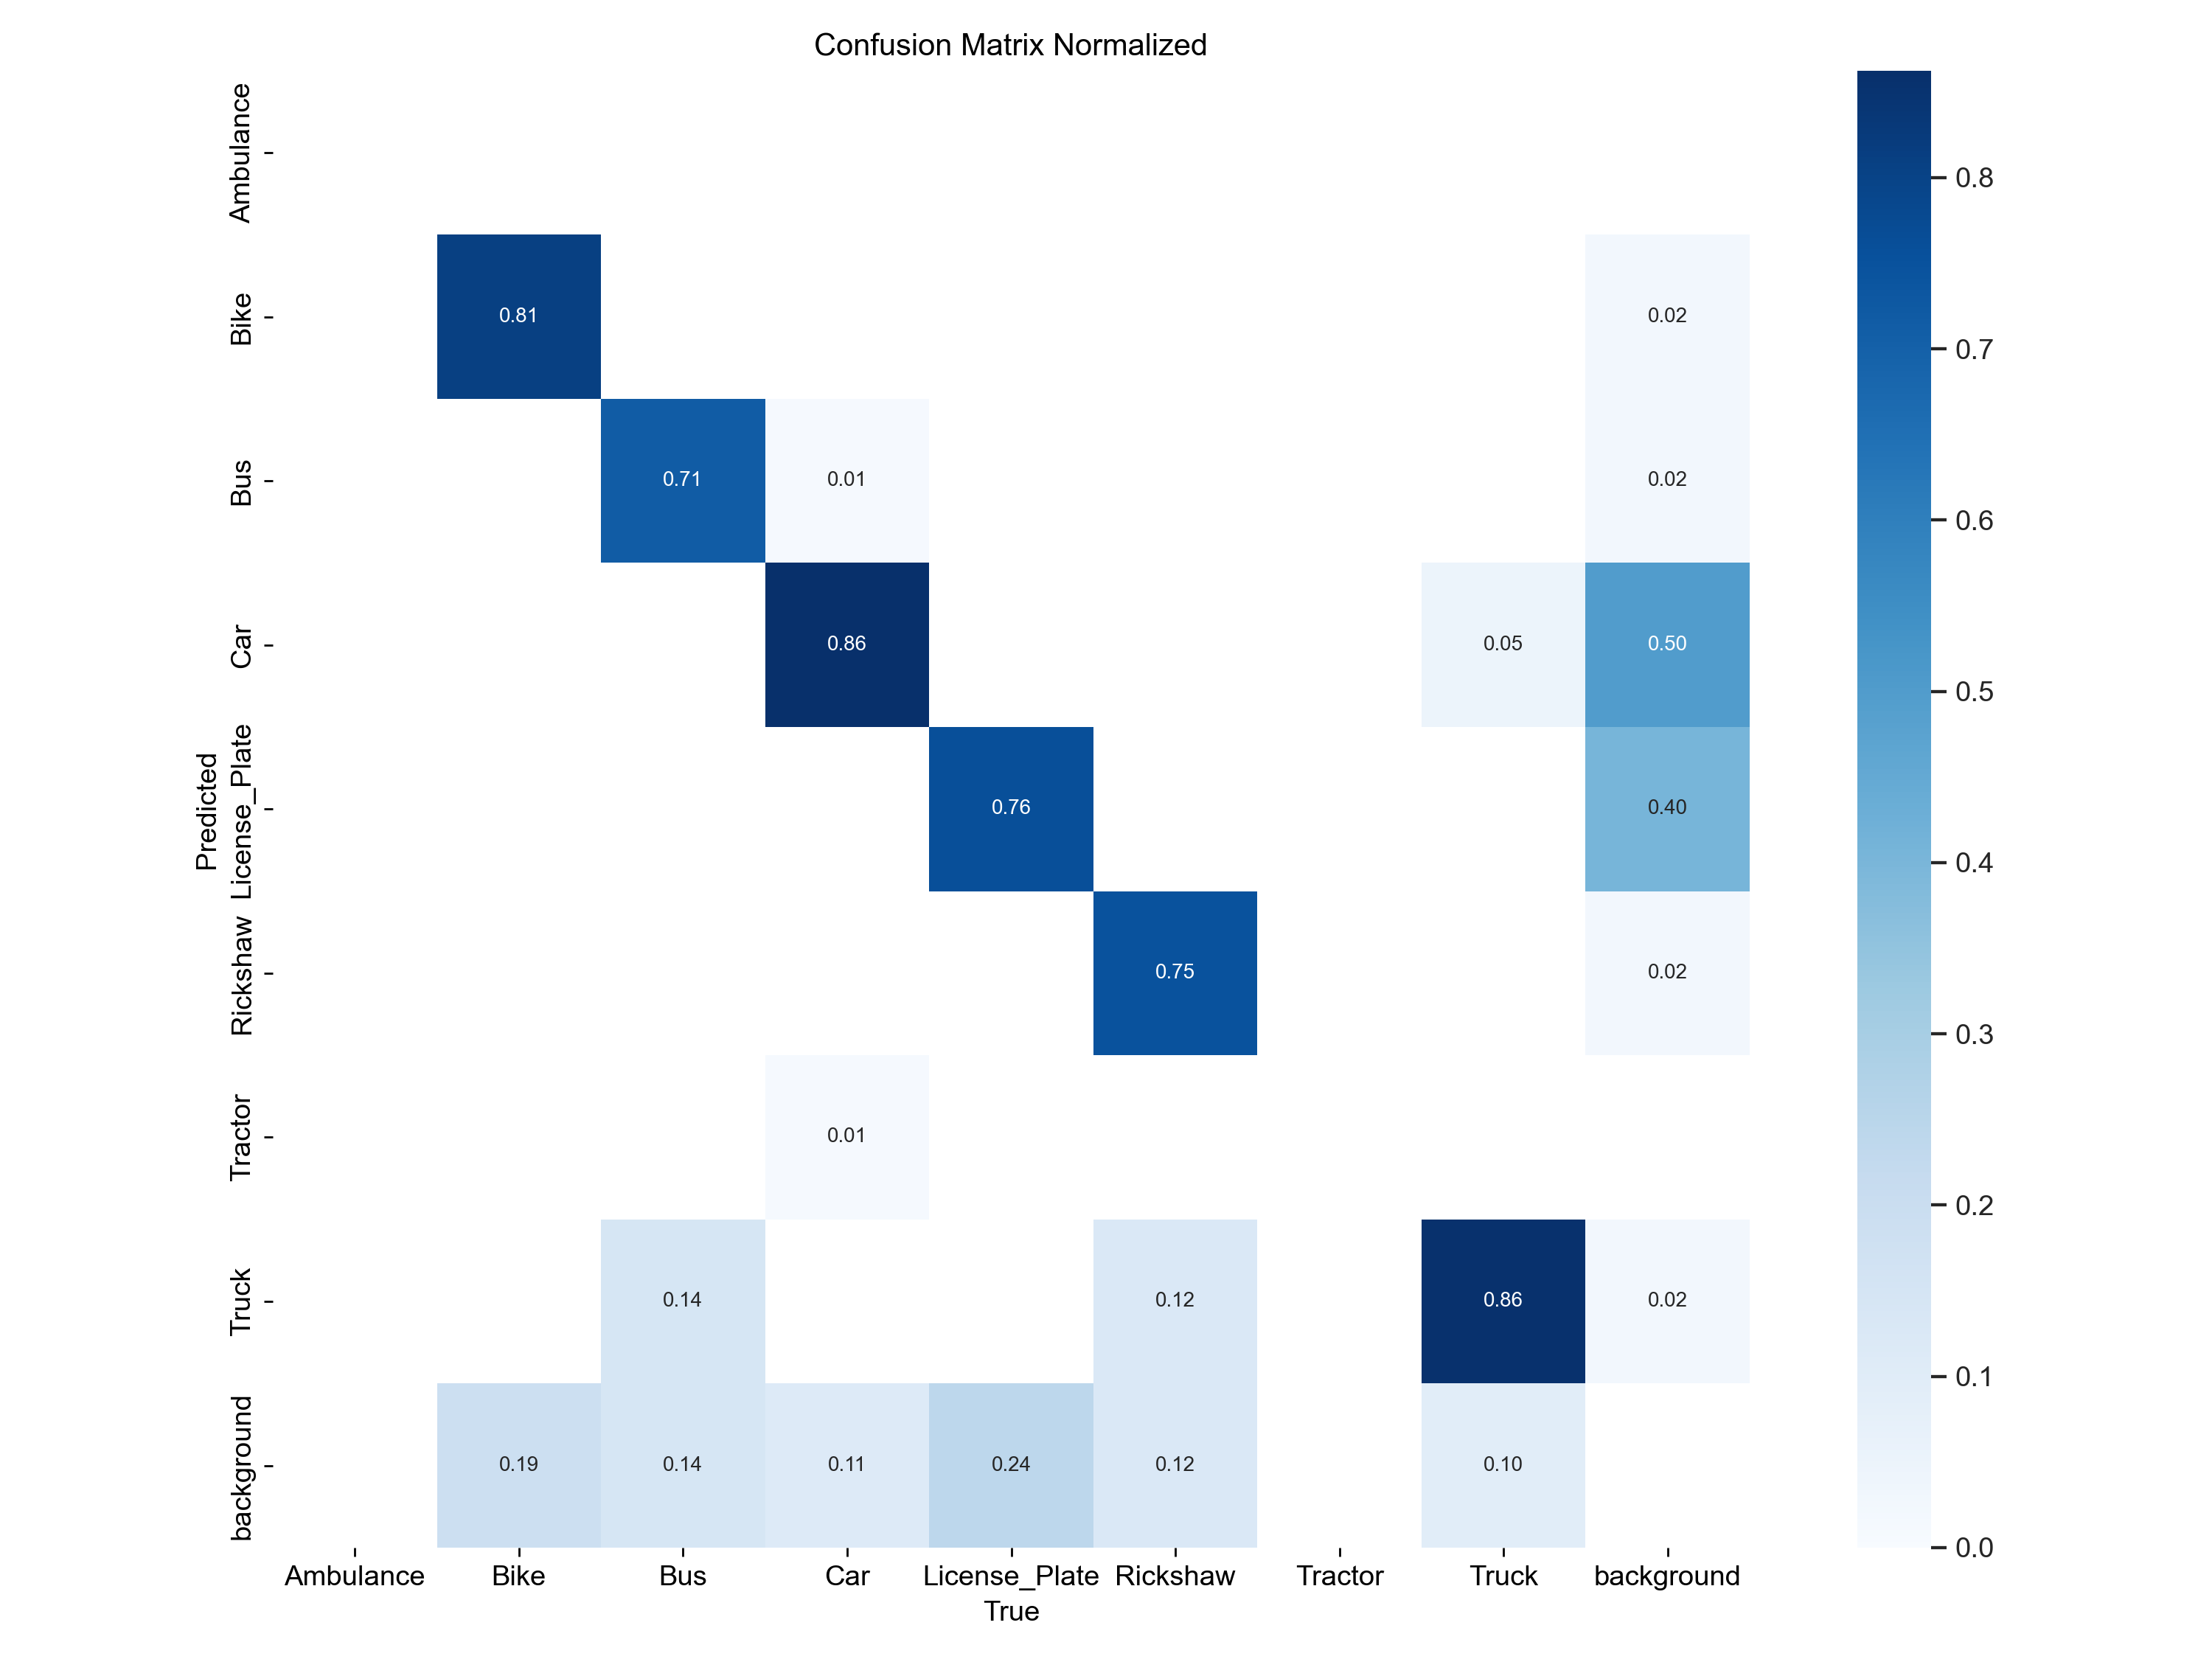 Confusion Matrix Normalized
Ambulance
Bike
0.81
0.02
Bus
0.71
0.01
0.02
Car
0.86
0.05
0.50
License_Plate
0.76
0.40
Rickshaw
0.75
0.02
Tractor
0.01
Truck
0.14
0.12
0.86
0.02
background
0.19
0.14
0.11
0.24
0.12
0.10
Predicted
Ambulance
Bike
Bus
Car
License_Plate
Rickshaw
Tractor
Truck
background
True
0.8
0.7
0.6
0.5
0.4
0.3
0.2
0.1
0.0